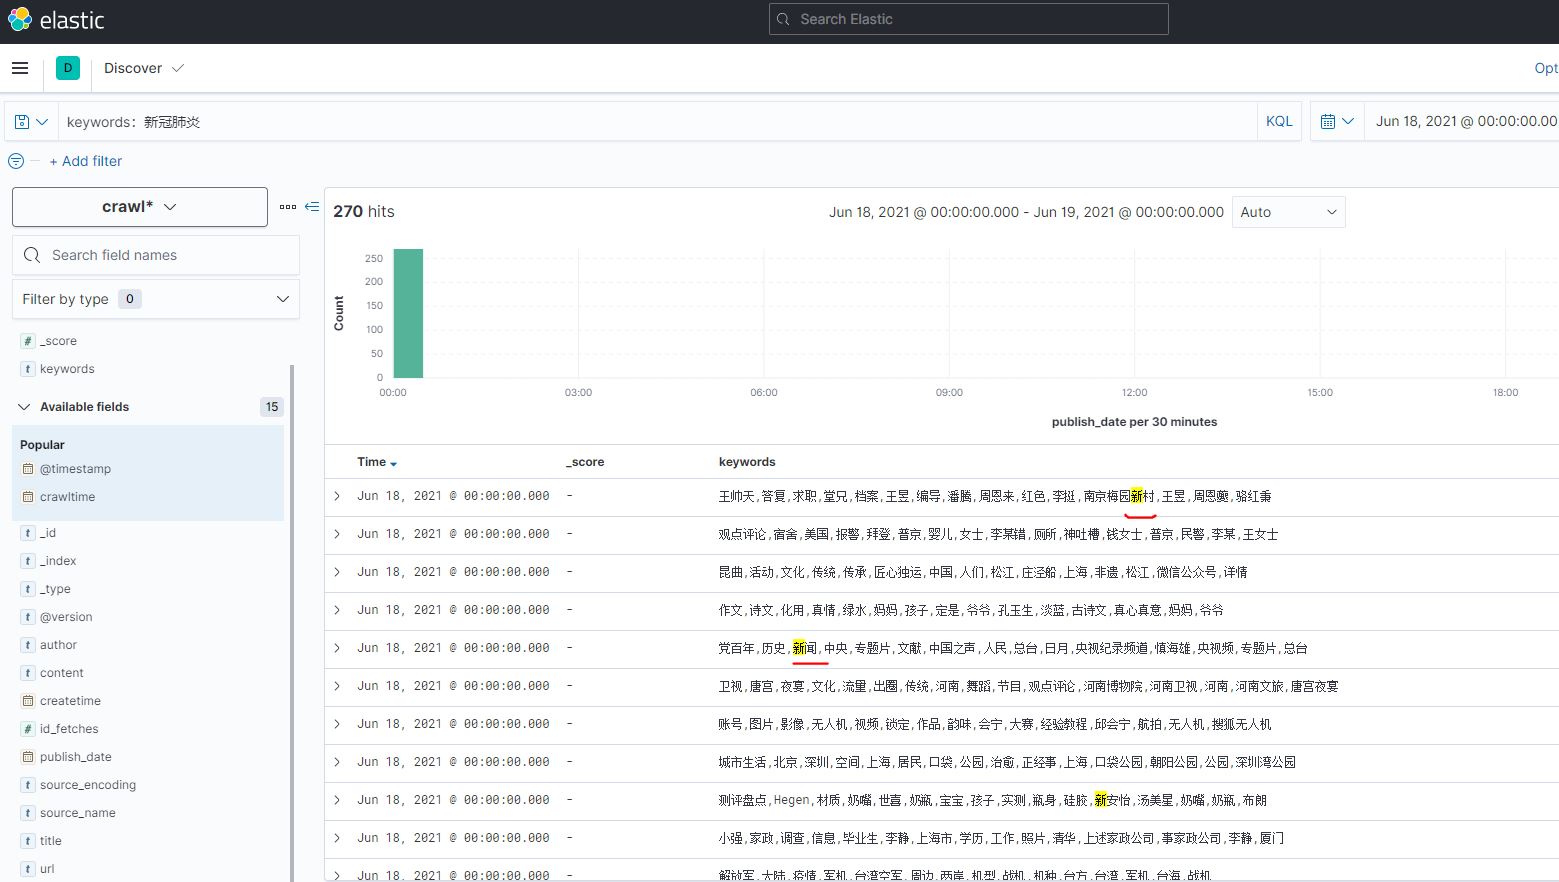 elastic
Search Elastic
D
Discover
Opt
keywords：新冠肺炎
KQL
Jun 18, 2021 @ 00:00:00.00
+ Add filter
crawl*
270 hits
Jun 18, 2021 @ 00:00:00.000 - Jun 19, 2021 @ 00:00:00.000
Auto
Search field names
Filter by type 0
# _score
t keywords
Available fields 15
Popular
@timestamp
crawltime
t _id
t _index
t _type
t @version
t author
t content
createtime
# id_fetches
publish_date
t source_encoding
t source_name
t title
t url
Count
250
200
150
100
50
0
00:00 03:00 06:00 09:00 12:00 15:00 18:00
publish_date per 30 minutes
Time _score keywords
Jun 18, 2021 @ 00:00:00.000 - 王帅天,答复,求职,堂兄,档案,王昱,编导,潘腾,周恩来,红色,李挺,南京梅园新村,王昱,周恩夔,骆红秉
Jun 18, 2021 @ 00:00:00.000 - 观点评论,宿舍,美国,报警,拜登,普京,婴儿,女士,李某错,厕所,神吐槽,钱女士,普京,民警,李某,王女士
Jun 18, 2021 @ 00:00:00.000 - 昆曲,活动,文化,传统,传承,匠心独运,中国,人们,松江,庄泾船,上海,非遗,松江,微信公众号,详情
Jun 18, 2021 @ 00:00:00.000 - 作文,诗文,化用,真情,绿水,妈妈,孩子,定是,爷爷,孔玉生,淡蓝,古诗文,真心真意,妈妈,爷爷
Jun 18, 2021 @ 00:00:00.000 - 党百年,历史,新闻,中央,专题片,文献,中国之声,人民,总台,日月,央视纪录频道,慎海雄,央视频,专题片,总台
Jun 18, 2021 @ 00:00:00.000 - 卫视,唐宫,夜宴,文化,流量,出圈,传统,河南,舞蹈,节目,观点评论,河南博物院,河南卫视,河南,河南文旅,唐宫夜宴
Jun 18, 2021 @ 00:00:00.000 - 账号,图片,影像,无人机,视频,锁定,作品,韵味,会宁,大赛,经验教程,邱会宁,航拍,无人机,搜狐无人机
Jun 18, 2021 @ 00:00:00.000 - 城市生活,北京,深圳,空间,上海,居民,口袋,公园,治愈,正经事,上海,口袋公园,朝阳公园,公园,深圳湾公园
Jun 18, 2021 @ 00:00:00.000 - 测评盘点,Hegen,材质,奶嘴,世喜,奶瓶,宝宝,孩子,实测,瓶身,硅胶,新安怡,汤美星,奶嘴,奶瓶,布朗
Jun 18, 2021 @ 00:00:00.000 - 小强,家政,调查,信息,毕业生,李静,上海市,学历,工作,照片,清华,上述家政公司,事家政公司,李静,厦门
Jun 18, 2021 @ 00:00:00.000 - 解放军,大陆,疫情,军机,台湾空军,周边,两岸,机型,战机,机种,台方,台湾,军机,台海,战机